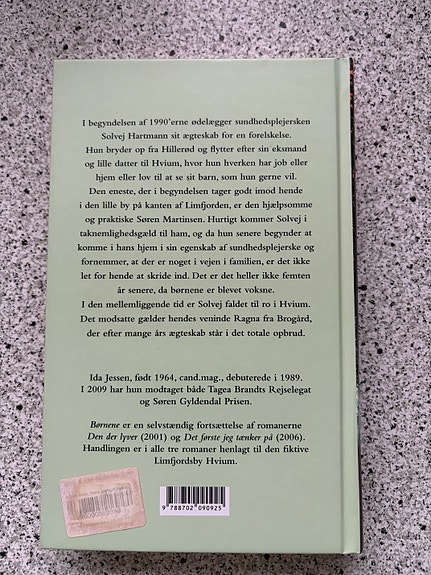 I begyndelsen af 1990'erne ødelægger sundhedsplejersken
Solvej Hartmann sit ægteskab for en forelskelse.
Hun bryder op fra Hillerød og flytter efter sin eksmand
og lille datter til Hvium, hvor hun hverken har job eller
hjem eller lov til at se sit barn, som hun gerne vil.
Den eneste, der i begyndelsen tager godt imod hende
i den lille by på kanten af Limfjorden, er den hjælpsomme
og praktiske Søren Martinsen. Hurtigt kommer Solvej i
taknemlighedsgæld til ham, og da hun senere begynder at
komme i hans hjem i sin egenskab af sundhedsplejerske og
fornemmer, at der er noget i vejen i familien, er det ikke
let for hende at skride ind. Det er det heller ikke femten
år senere, da børnene er blevet voksne.
I den mellemliggende tid er Solvej faldet til ro i Hvium.
Det modsatte gælder hendes veninde Ragna fra Brogård,
der efter mange års ægteskab står i det totale opbrud.
Ida Jessen, født 1964, cand.mag., debuterede i 1989.
I 2009 har hun modtaget både Tagea Brandts Rejselegat
og Søren Gyldendal Prisen.
Børnene er en selvstændig fortsættelse af romanerne
Den der lyver (2001) og Det første jeg tænker på (2006).
Handlingen er i alle tre romaner henlagt til den fiktive
Limfjordsby Hvium.
9 788702 090925